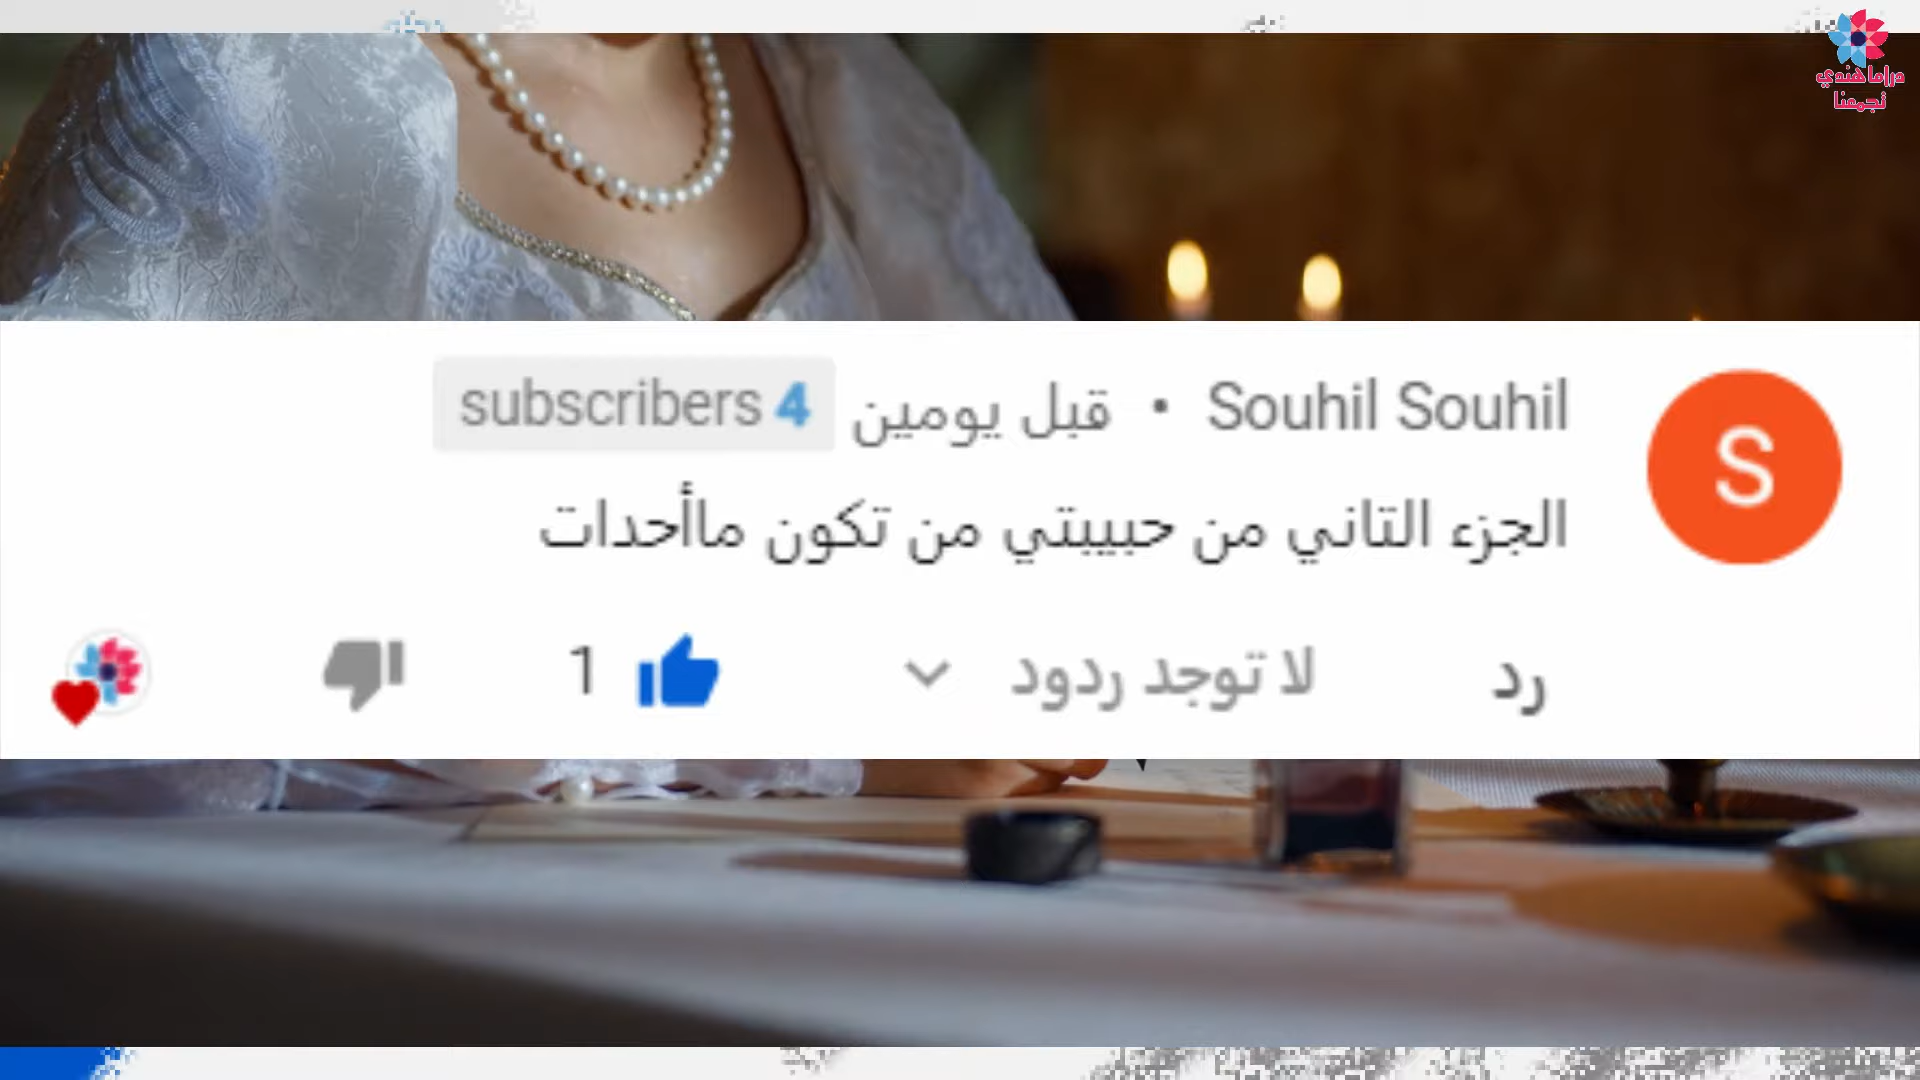 دراما هندي
تجمعنا
Souhil Souhil • قبل يومين 4 subscribers
S
الجزء التاني من حبيبتي من تكون ماأحدات
رد لا توجد ردود 1